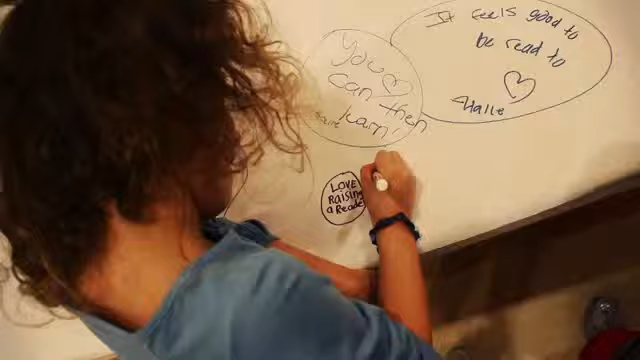 It feels good to
be read to
Halle
You
can then
learn!
LOVE
Raising
a Reader